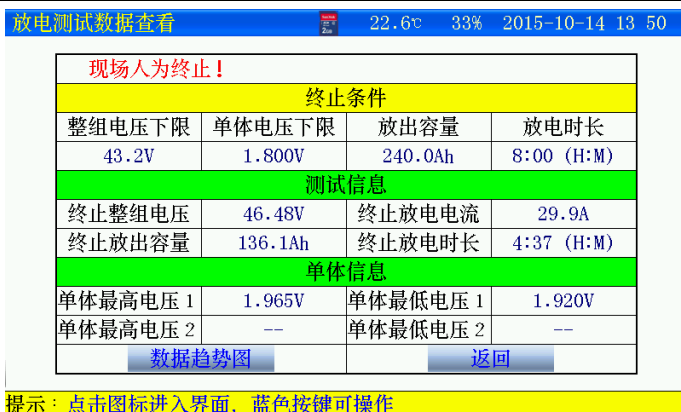 放电测试数据查看 22.6℃ 33% 2015-10-14 13 50
现场人为终止！
终止条件
整组电压下限 单体电压下限 放出容量 放电时长
43.2V 1.800V 240.0Ah 8:00 (H:M)
测试信息
终止整组电压 46.48V 终止放电电流 29.9A
终止放出容量 136.1Ah 终止放电时长 4:37 (H:M)
单体信息
单体最高电压1 1.965V 单体最低电压1 1.920V
单体最高电压2 -- 单体最低电压2 --
数据趋势图 返回
提示：点击图标进入界面，蓝色按键可操作